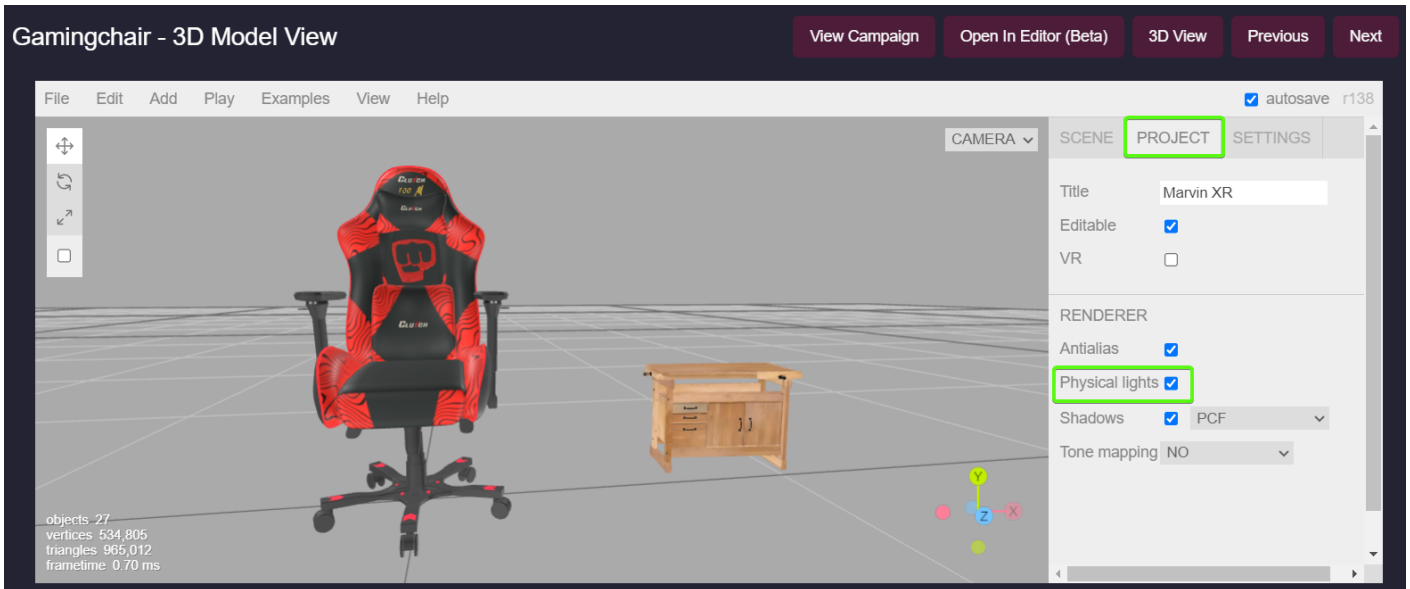 Gamingchair - 3D Model View
View Campaign
Open In Editor (Beta)
3D View
Previous
Next
File Edit Add Play Examples View Help
autosave r138
CAMERA
SCENE PROJECT SETTINGS
Title Marvin XR
Editable
VR
RENDERER
Antialias
Physical lights
Shadows PCF
Tone mapping NO
CLUTCH
100 M
CLUTCH
CLUTCH
Y
Z
X
objects 27
vertices 534,805
triangles 965,012
frametime 0.70 ms